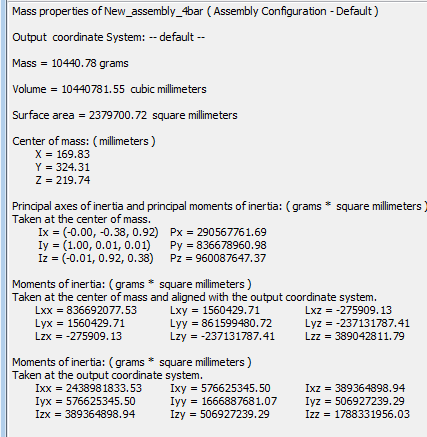 Mass properties of New_assembly_4bar ( Assembly Configuration - Default )
Output coordinate System: -- default --
Mass = 10440.78 grams
Volume = 10440781.55 cubic millimeters
Surface area = 2379700.72 square millimeters
Center of mass: ( millimeters )
X = 169.83
Y = 324.31
Z = 219.74
Principal axes of inertia and principal moments of inertia: ( grams * square millimeters )
Taken at the center of mass.
Ix = (-0.00, -0.38, 0.92) Px = 290567761.69
Iy = (1.00, 0.01, 0.01) Py = 836678960.98
Iz = (-0.01, 0.92, 0.38) Pz = 960087647.37
Moments of inertia: ( grams * square millimeters )
Taken at the center of mass and aligned with the output coordinate system.
Lxx = 836692077.53 Lxy = 1560429.71 Lxz = -275909.13
Lyx = 1560429.71 Lyy = 861599480.72 Lyz = -237131787.41
Lzx = -275909.13 Lzy = -237131787.41 Lzz = 389042811.79
Moments of inertia: ( grams * square millimeters )
Taken at the output coordinate system.
Ixx = 2438981833.53 Ixy = 576625345.50 Ixz = 389364898.94
Iyx = 576625345.50 Iyy = 1666887681.07 Iyz = 506927239.29
Izx = 389364898.94 Izy = 506927239.29 Izz = 1788331956.03